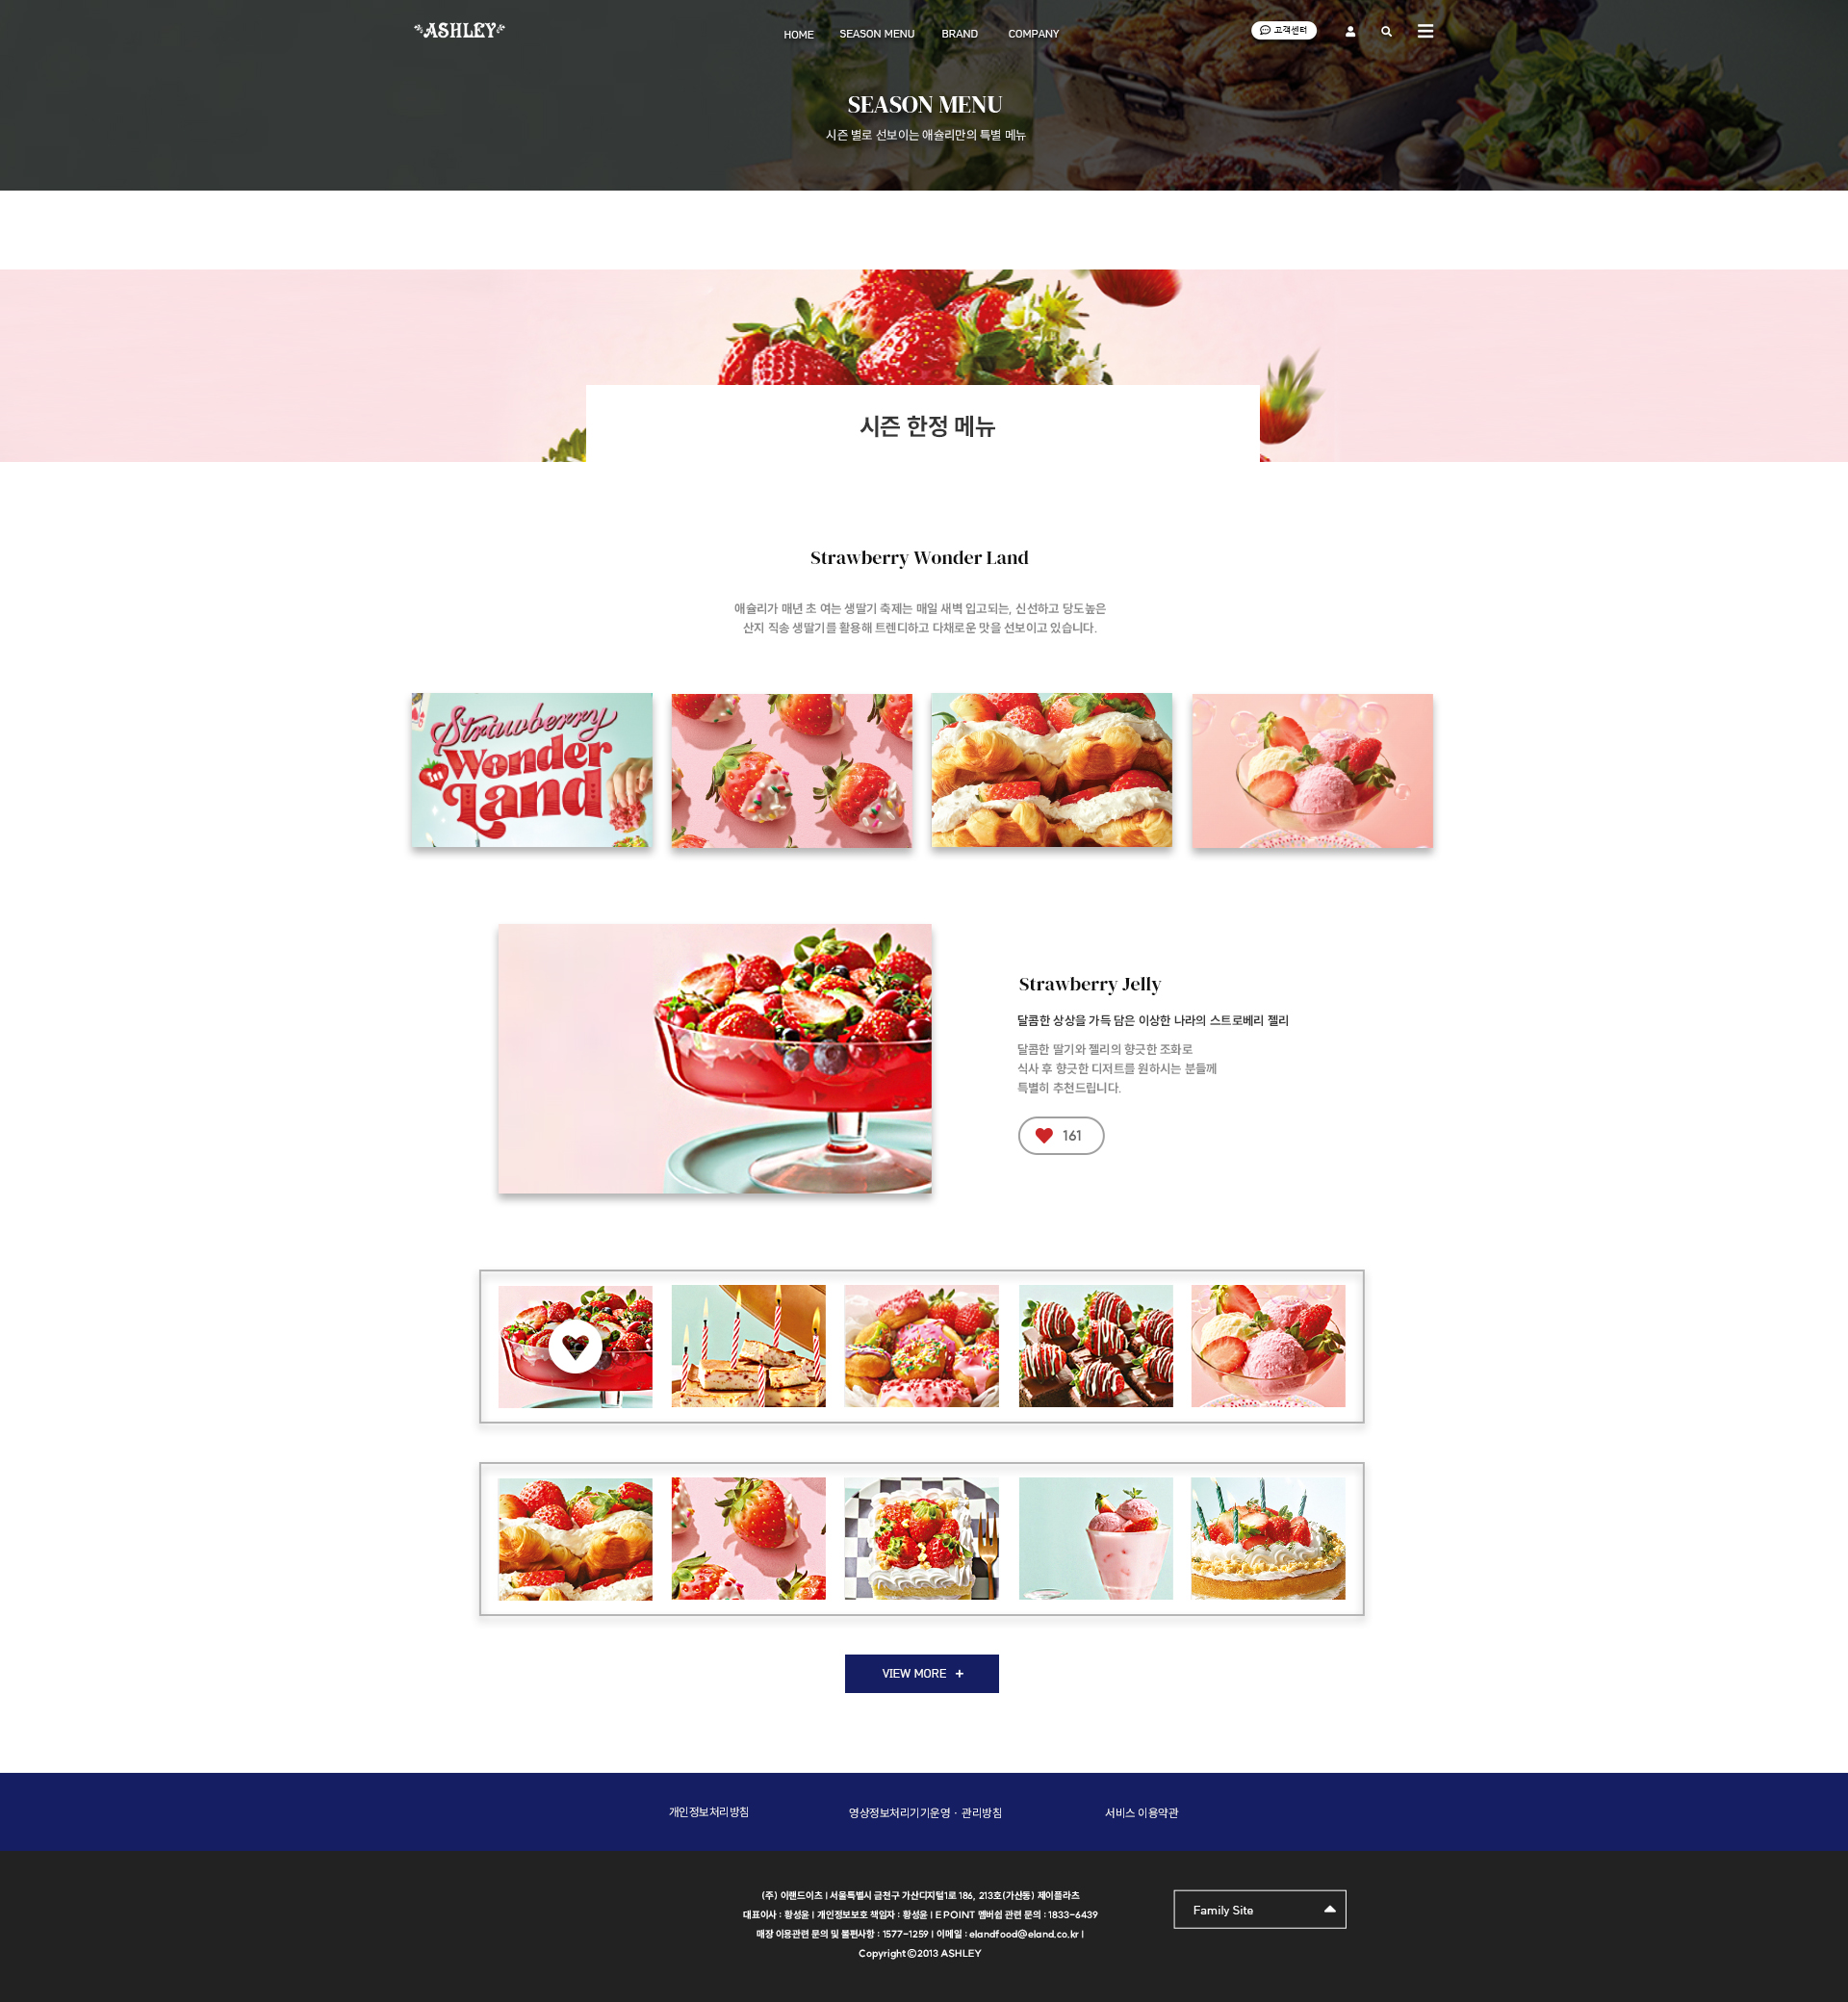 ASHLEY
HOME SEASON MENU BRAND COMPANY
고객센터
SEASON MENU
시즌 별로 선보이는 애슐리만의 특별 메뉴
시즌 한정 메뉴
Strawberry Wonder Land
애슐리가 매년 초 여는 생딸기 축제는 매일 새벽 입고되는, 신선하고 당도높은
산지 직송 생딸기를 활용해 트렌디하고 다채로운 맛을 선보이고 있습니다.
Strawberry
in Wonder
Land
Strawberry Jelly
달콤한 상상을 가득 담은 이상한 나라의 스트로베리 젤리
달콤한 딸기와 젤리의 향긋한 조화로
식사 후 향긋한 디저트를 원하시는 분들께
특별히 추천드립니다.
161
VIEW MORE +
개인정보처리방침 영상정보처리기기운영 · 관리방침 서비스 이용약관
(주) 이랜드이츠 | 서울특별시 금천구 가산디지털1로 186, 213호(가산동) 제이플라츠
대표이사 : 황성윤 | 개인정보보호 책임자 : 황성윤 | E POINT 멤버쉽 관련 문의 : 1833-6439
매장 이용관련 문의 및 불편사항 : 1577-1259 | 이메일 : elandfood@eland.co.kr |
Copyright©2013 ASHLEY
Family Site